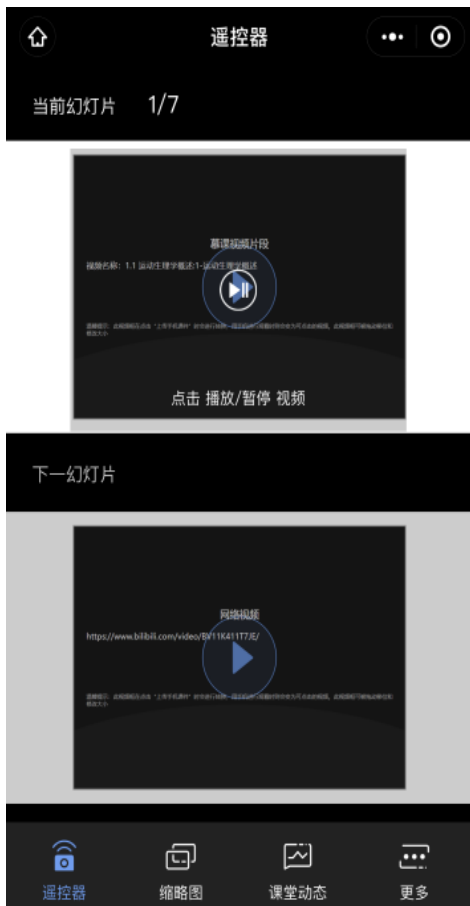 遥控器
当前幻灯片 1/7
慕课视频片段
视频名称：1.1 运动生理学概述:1-运动生理学概述
点击 播放/暂停 视频
下一幻灯片
网络视频
https://www.bilibili.com/video/BV11K411T7JE/
遥控器 缩略图 课堂动态 更多